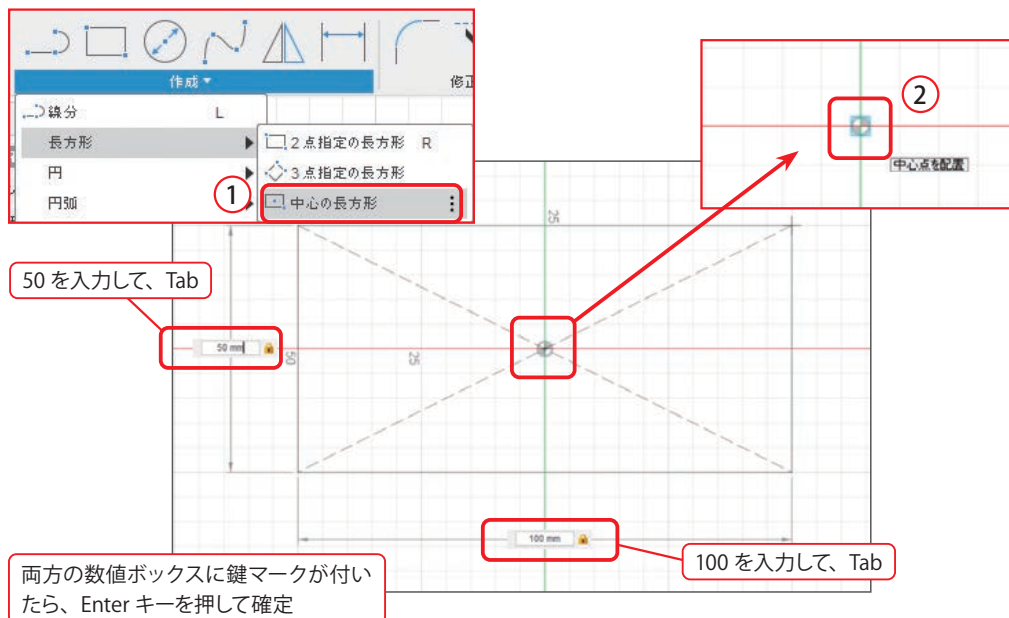 作成▼
修正
線分 L
長方形
2点指定の長方形 R
円
3点指定の長方形
円弧
①
中心の長方形
②
中心点を配置
25
50 を入力して、Tab
50 mm
50
25
100 mm
100 を入力して、Tab
両方の数値ボックスに鍵マークが付い
たら、Enter キーを押して確定